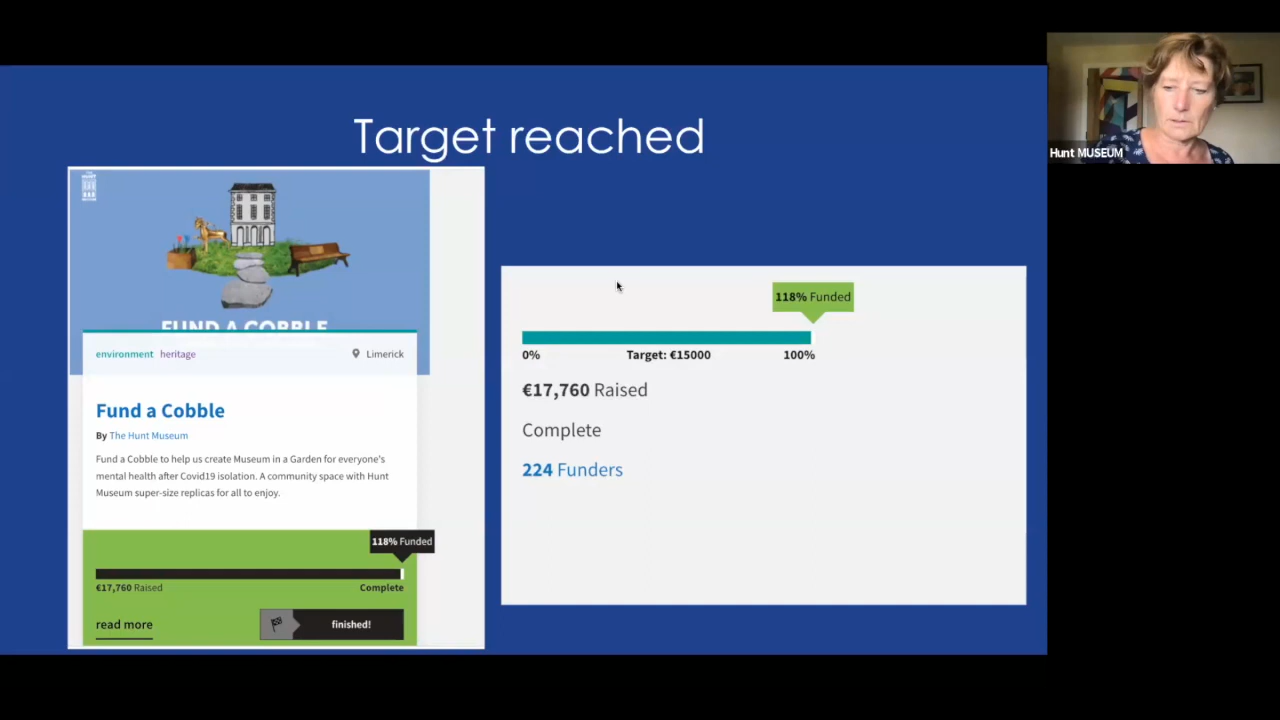 Target reached
FUND A COBBLE
environment heritage
Limerick
Fund a Cobble
By The Hunt Museum
Fund a Cobble to help us create Museum in a Garden for everyone's
mental health after Covid19 isolation. A community space with Hunt
Museum super-size replicas for all to enjoy.
118% Funded
€17,760 Raised
Complete
read more
finished!
118% Funded
0%
Target: €15000
100%
€17,760 Raised
Complete
224 Funders
Hunt MUSEUM